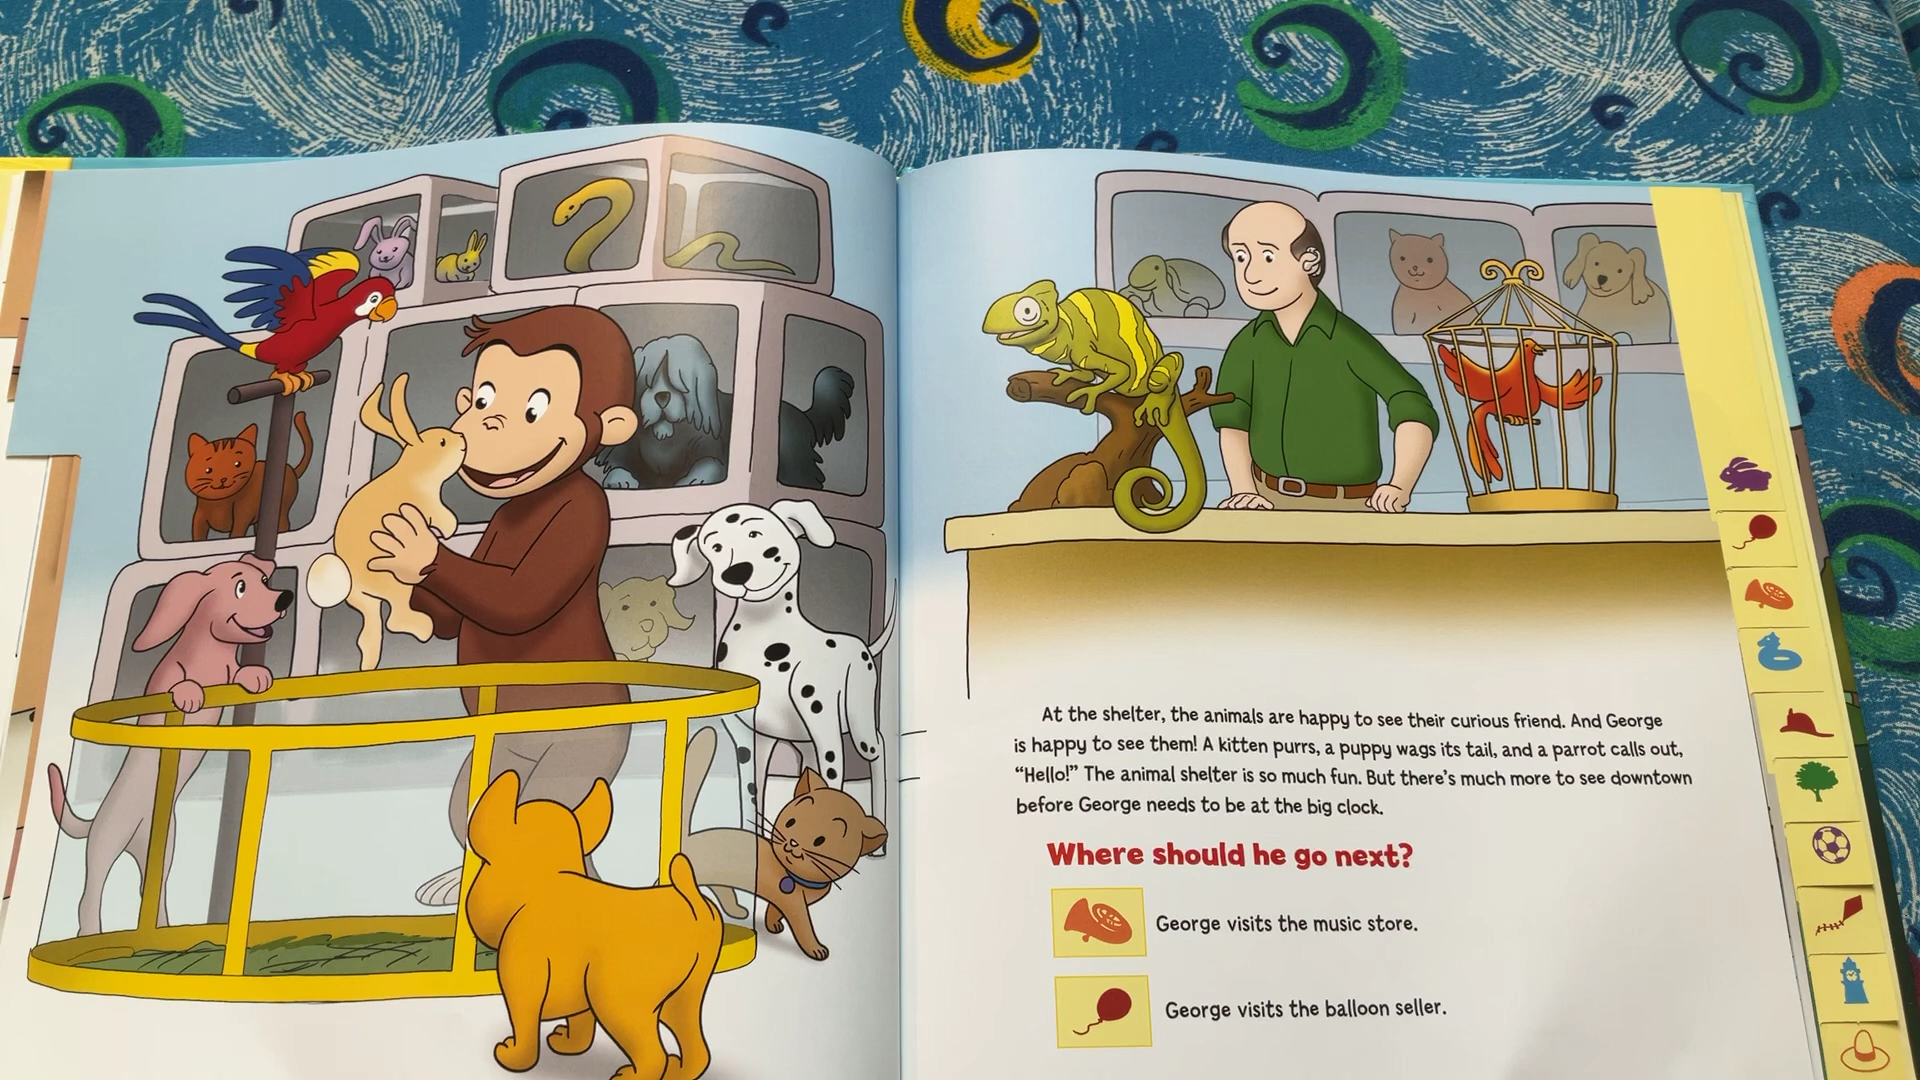 At the shelter, the animals are happy to see their curious friend. And George
is happy to see them! A kitten purrs, a puppy wags its tail, and a parrot calls out,
“Hello!” The animal shelter is so much fun. But there’s much more to see downtown
before George needs to be at the big clock.
Where should he go next?
George visits the music store.
George visits the balloon seller.